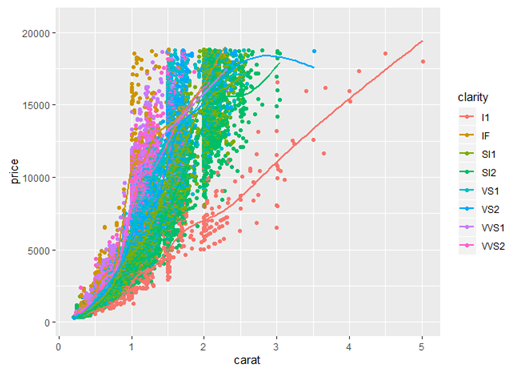 20000
15000
10000
5000
0
price
0
1
2
3
4
5
carat
clarity
I1
IF
SI1
SI2
VS1
VS2
VVS1
VVS2